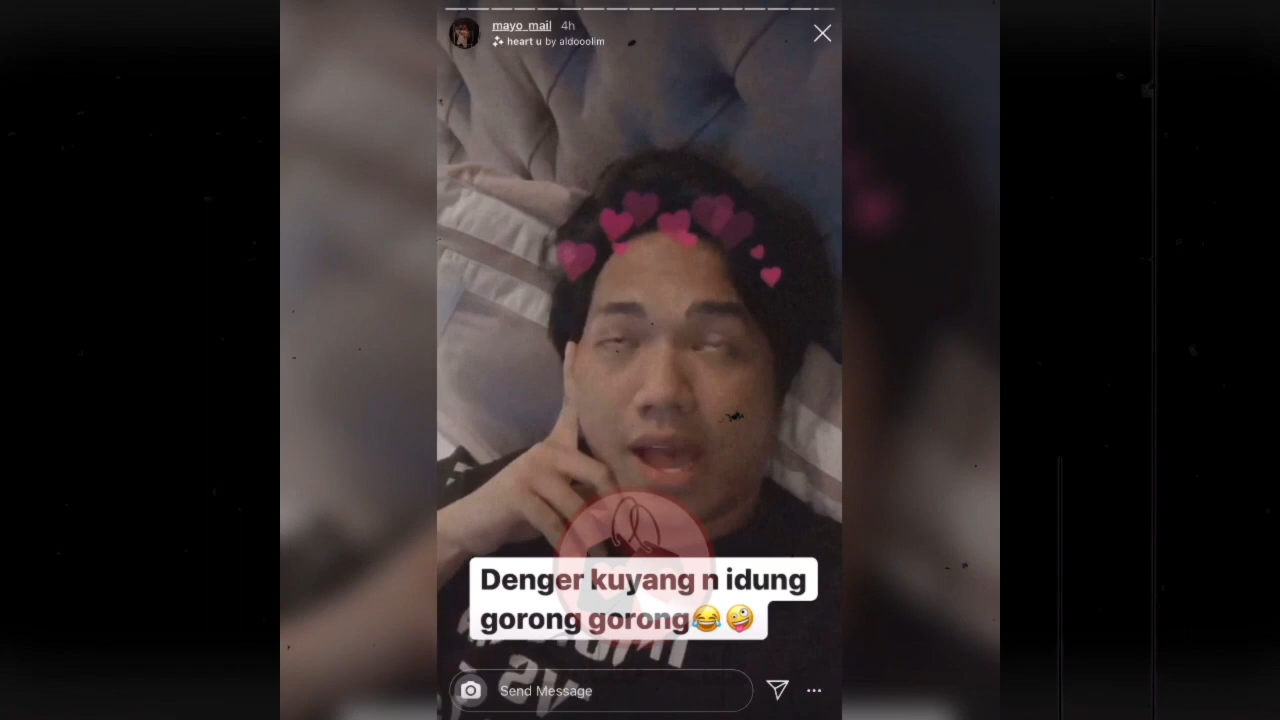 mayo_mail 4h
heart u by aldooolim
Denger kuyang n idung
gorong gorong😂🤪
Send Message